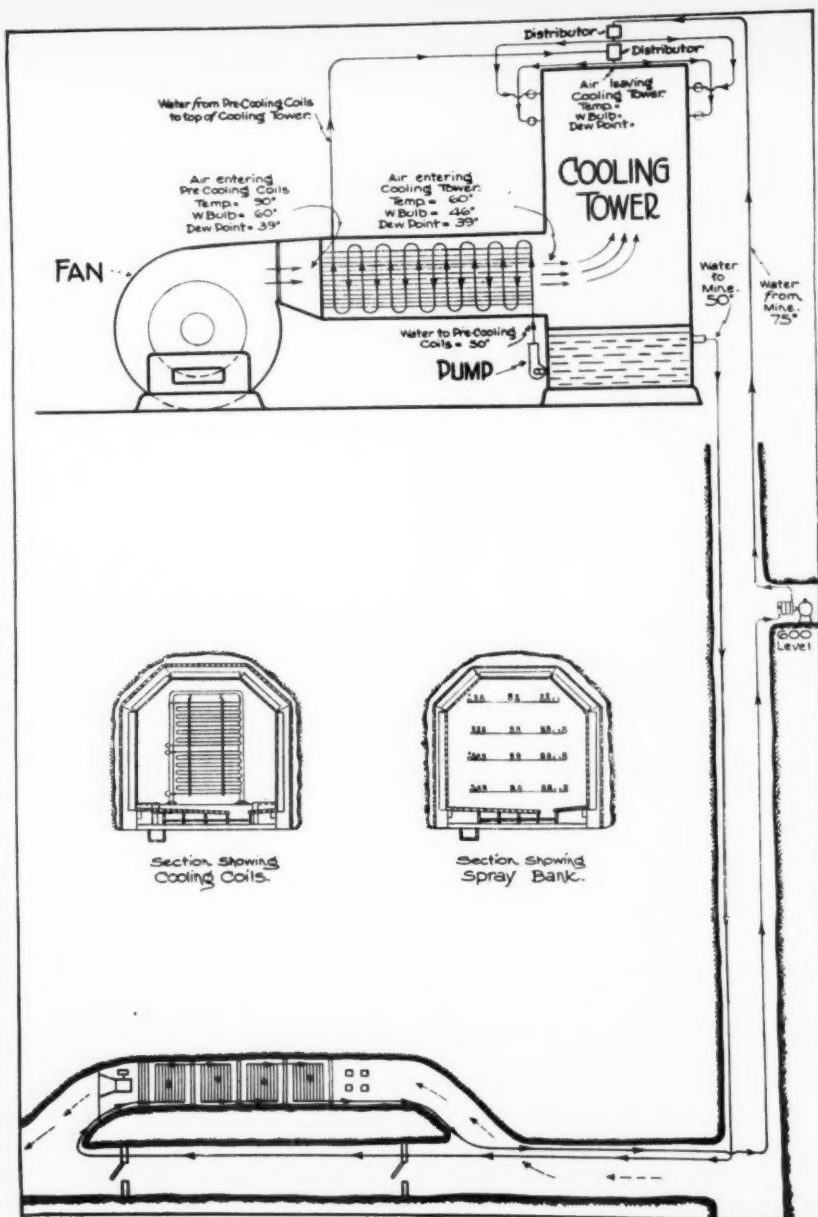 Distributor
Distributor
Air leaving
Cooling Tower
Temp.=
W Bulb=
Dew Point=
Water from Pre-Cooling Coils
to top of Cooling Tower.
Air entering
Pre Cooling Coils
Temp.= 90°
W.Bulb= 60°
Dew Point= 39°
Air entering
Cooling Tower.
Temp.= 60°
W.Bulb= 46°
Dew Point= 39°
COOLING
TOWER
FAN
Water
to
Mine.
50°
Water
from
Mine.
75°
Water to Pre-Cooling
Coils = 50°
PUMP
600
Level.
Section Showing
Cooling Coils.
Section Showing
Spray Bank.